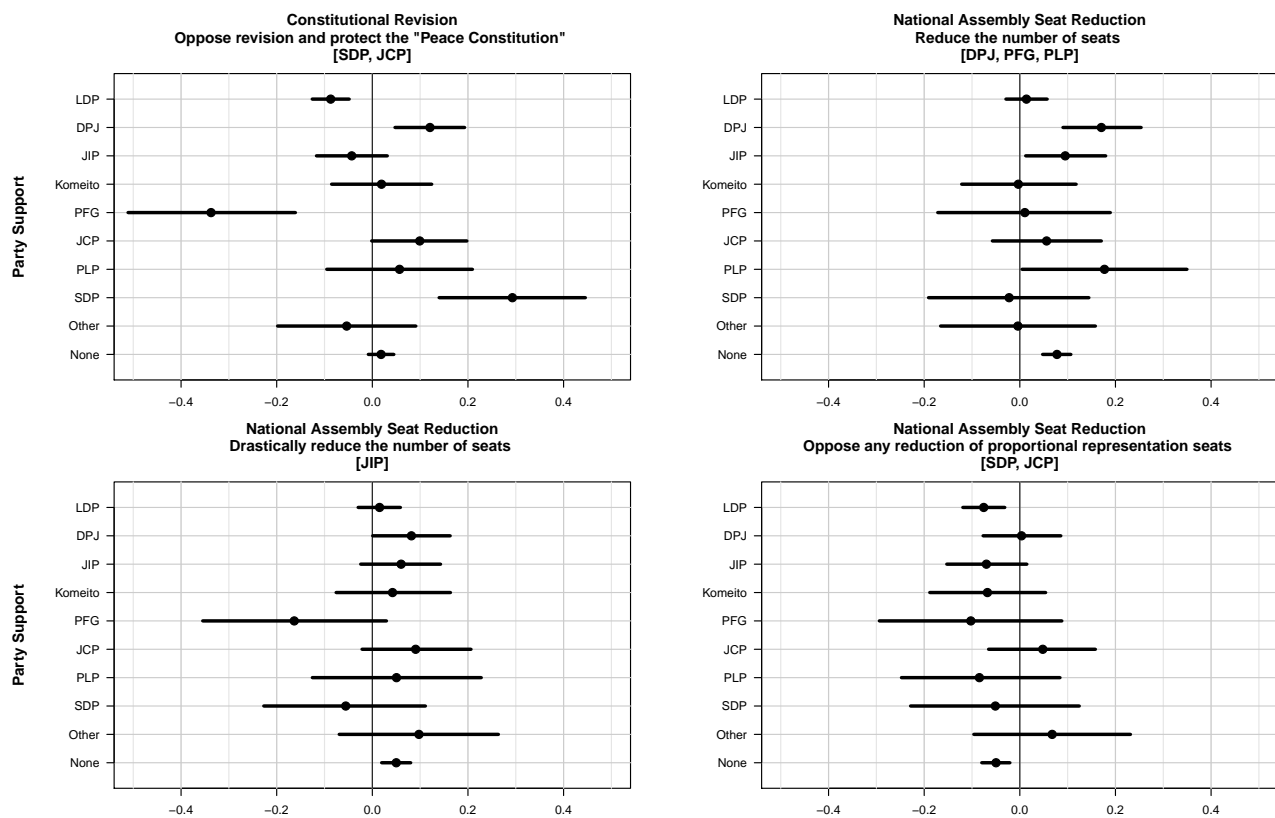 Constitutional Revision
Oppose revision and protect the "Peace Constitution"
[SDP, JCP]
Party Support
LDP
DPJ
JIP
Komeito
PFG
JCP
PLP
SDP
Other
None
−0.4 −0.2 0.0 0.2 0.4
National Assembly Seat Reduction
Reduce the number of seats
[DPJ, PFG, PLP]
LDP
DPJ
JIP
Komeito
PFG
JCP
PLP
SDP
Other
None
−0.4 −0.2 0.0 0.2 0.4
National Assembly Seat Reduction
Drastically reduce the number of seats
[JIP]
Party Support
LDP
DPJ
JIP
Komeito
PFG
JCP
PLP
SDP
Other
None
−0.4 −0.2 0.0 0.2 0.4
National Assembly Seat Reduction
Oppose any reduction of proportional representation seats
[SDP, JCP]
LDP
DPJ
JIP
Komeito
PFG
JCP
PLP
SDP
Other
None
−0.4 −0.2 0.0 0.2 0.4